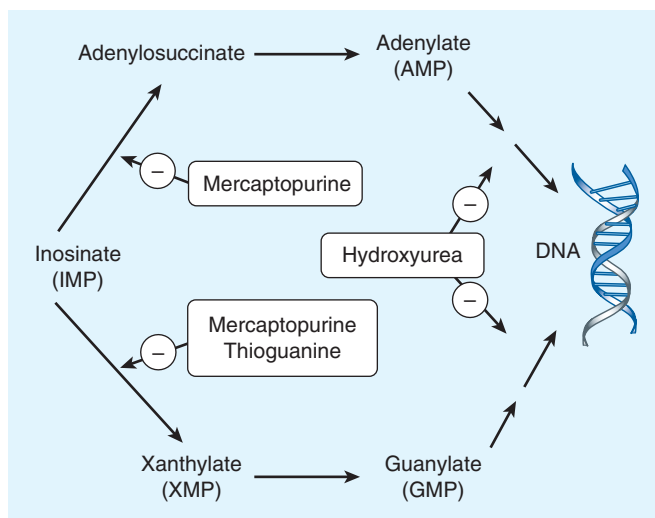 Adenylosuccinate
Adenylate
(AMP)
−
Mercaptopurine
−
Inosinate
(IMP)
Hydroxyurea
DNA
−
Mercaptopurine
Thioguanine
−
Xanthylate
(XMP)
Guanylate
(GMP)